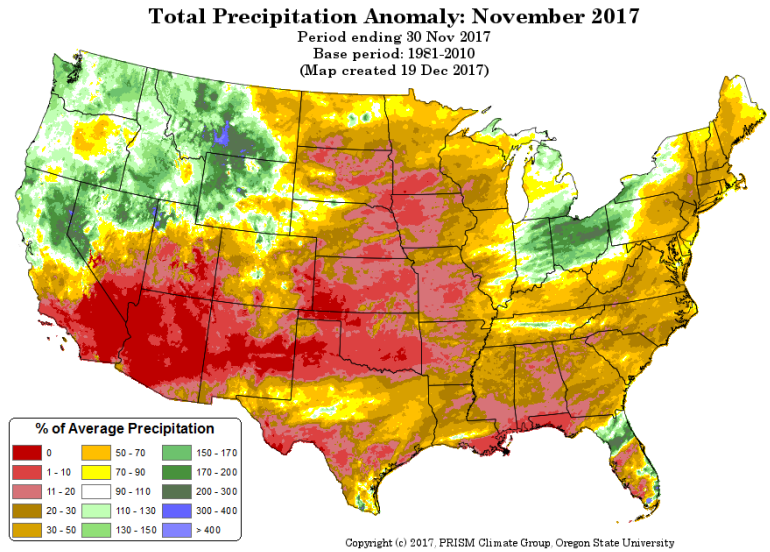 Total Precipitation Anomaly: November 2017
Period ending 30 Nov 2017
Base period: 1981-2010
(Map created 19 Dec 2017)
% of Average Precipitation
0
1 - 10
11 - 20
20 - 30
30 - 50
50 - 70
70 - 90
90 - 110
110 - 130
130 - 150
150 - 170
170 - 200
200 - 300
300 - 400
> 400
Copyright (c) 2017, PRISM Climate Group, Oregon State University